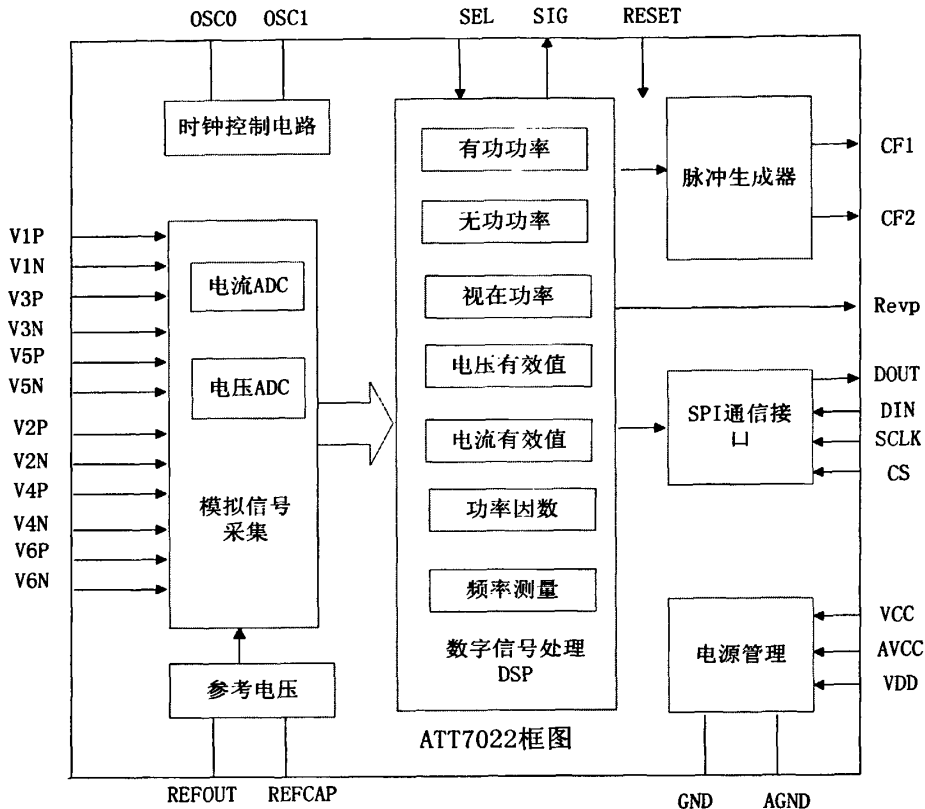 OSC0
OSC1
SEL
SIG
RESET
时钟控制电路
V1P
V1N
V3P
V3N
V5P
V5N
V2P
V2N
V4P
V4N
V6P
V6N
电流ADC
电压ADC
模拟信号
采集
参考电压
REFOUT
REFCAP
有功功率
无功功率
视在功率
电压有效值
电流有效值
功率因数
频率测量
数字信号处理
DSP
脉冲生成器
CF1
CF2
Revp
SPI通信接
口
DOUT
DIN
SCLK
CS
电源管理
VCC
AVCC
VDD
GND
AGND
ATT7022框图